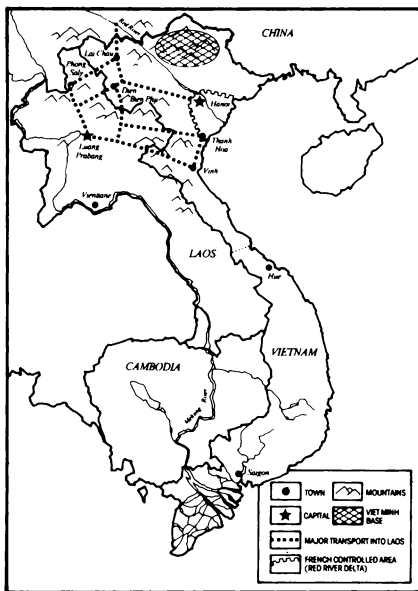 CHINA
Red River
Lai Chau
Phong
Saly
Dien
Bien Phu
Hanoi
Luang
Prabang
Thanh
Hoa
Vinh
Vientiane
LAOS
Hue
CAMBODIA
VIETNAM
Mekong River
Saigon
TOWN
MOUNTAINS
CAPITAL
VIET MINH
BASE
MAJOR TRANSPORT INTO LAOS
FRENCH CONTROLLED AREA
(RED RIVER DELTA)